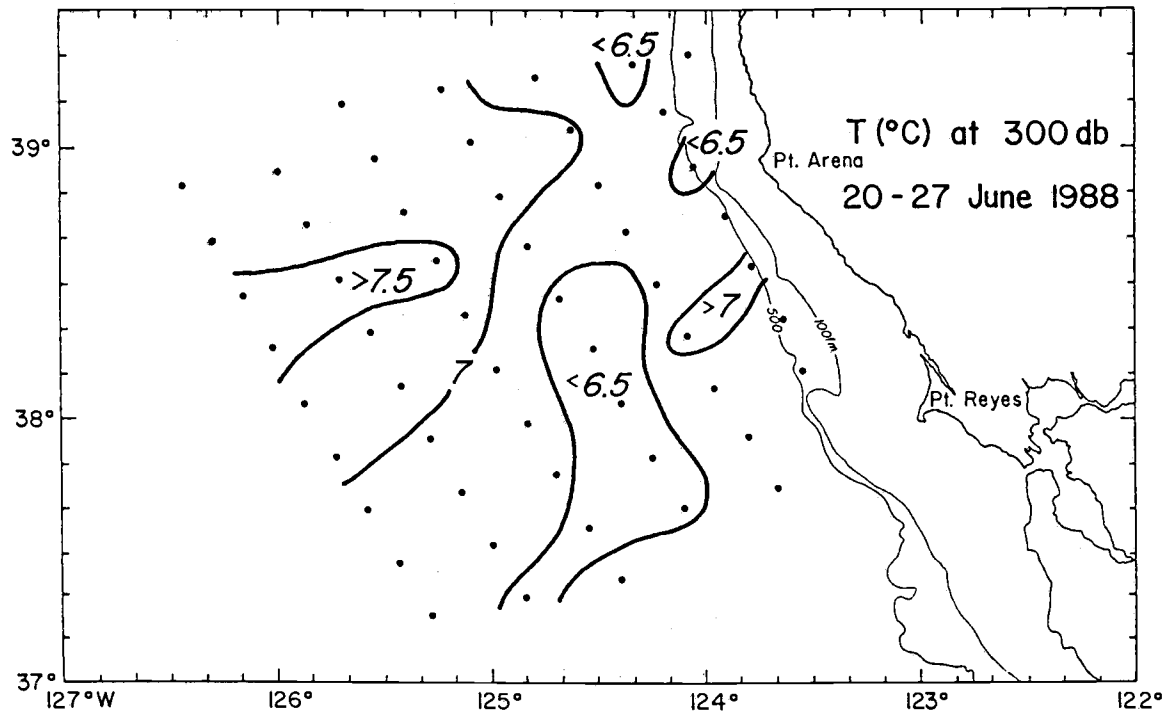 <6.5
39°
<6.5
T (°C) at 300 db
Pt. Arena
20-27 June 1988
>7.5
>7
500
100fm
7
<6.5
38°
Pt. Reyes
37°
127°W
126°
125°
124°
123°
122°